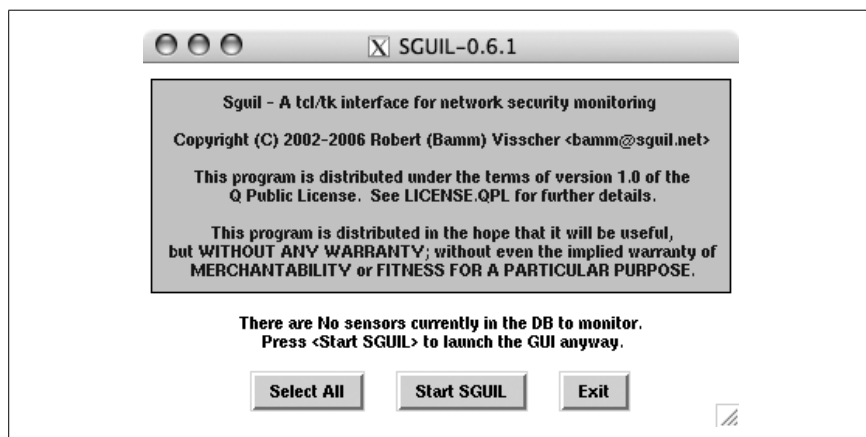 SGUIL-0.6.1
Sguil - A tcl/tk interface for network security monitoring
Copyright (C) 2002-2006 Robert (Bamm) Visscher <bamm@sguil.net>
This program is distributed under the terms of version 1.0 of the
Q Public License. See LICENSE.QPL for further details.
This program is distributed in the hope that it will be useful,
but WITHOUT ANY WARRANTY; without even the implied warranty of
MERCHANTABILITY or FITNESS FOR A PARTICULAR PURPOSE.
There are No sensors currently in the DB to monitor.
Press <Start SGUIL> to launch the GUI anyway.
Select All
Start SGUIL
Exit